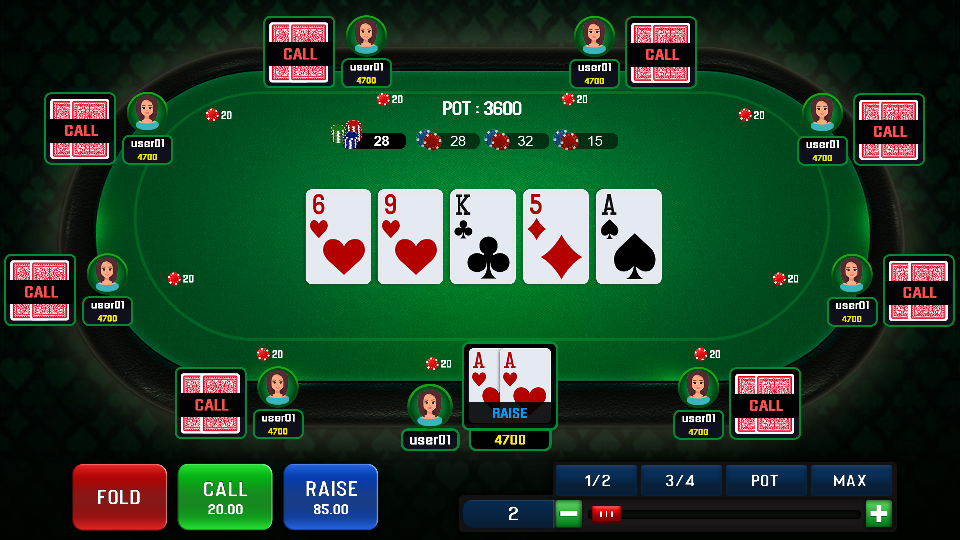 CALL
user01
4700
user01
4700
CALL
CALL
user01
4700
20
20
POT : 3600
20
20
user01
4700
CALL
28
28
32
15
6
9
K
5
A
CALL
user01
4700
20
20
user01
4700
CALL
CALL
user01
4700
20
20
user01
A
A
RAISE
4700
20
user01
4700
CALL
FOLD
CALL
20.00
RAISE
85.00
1/2
3/4
POT
MAX
2